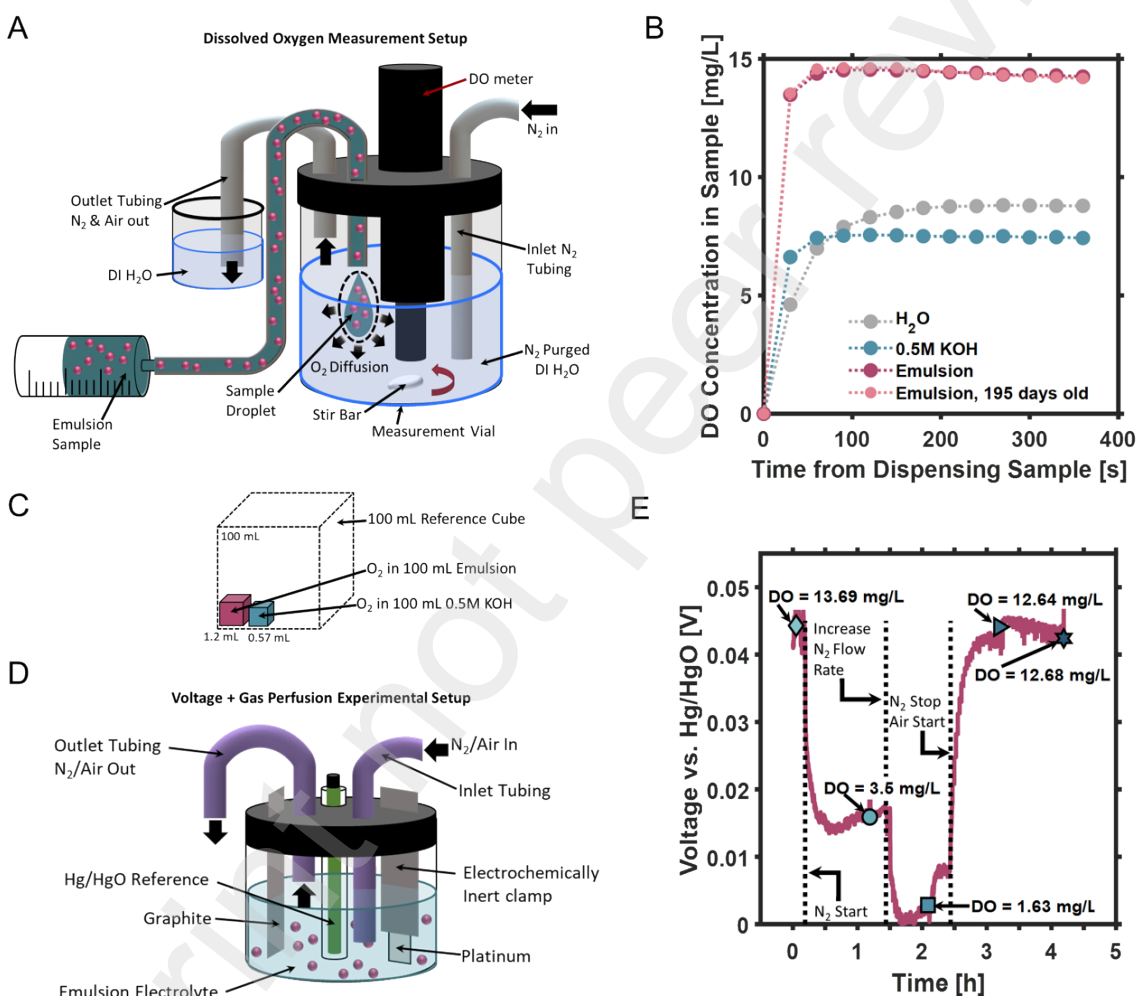 A
Dissolved Oxygen Measurement Setup
DO meter
N2 in
Outlet Tubing
N2 & Air out
DI H2O
Inlet N2
Tubing
O2 Diffusion
N2 Purged
DI H2O
Sample
Droplet
Stir Bar
Measurement Vial
Emulsion
Sample
B
DO Concentration in Sample [mg/L]
15
10
5
0
H2O
0.5M KOH
Emulsion
Emulsion, 195 days old
0 100 200 300 400
Time from Dispensing Sample [s]
C
100 mL
100 mL Reference Cube
O2 in 100 mL Emulsion
O2 in 100 mL 0.5M KOH
1.2 mL
0.57 mL
D
Voltage + Gas Perfusion Experimental Setup
Outlet Tubing
N2/Air Out
N2/Air In
Inlet Tubing
Hg/HgO Reference
Graphite
Electrochemically
Inert clamp
Platinum
Emulsion Electrolyte
E
Voltage vs. Hg/HgO [V]
0.05
0.04
0.03
0.02
0.01
0
DO = 13.69 mg/L
Increase
N2 Flow
Rate
N2 Stop
Air Start
DO = 12.64 mg/L
DO = 12.68 mg/L
DO = 3.5 mg/L
DO = 1.63 mg/L
N2 Start
0 1 2 3 4 5
Time [h]
rint not peer rev